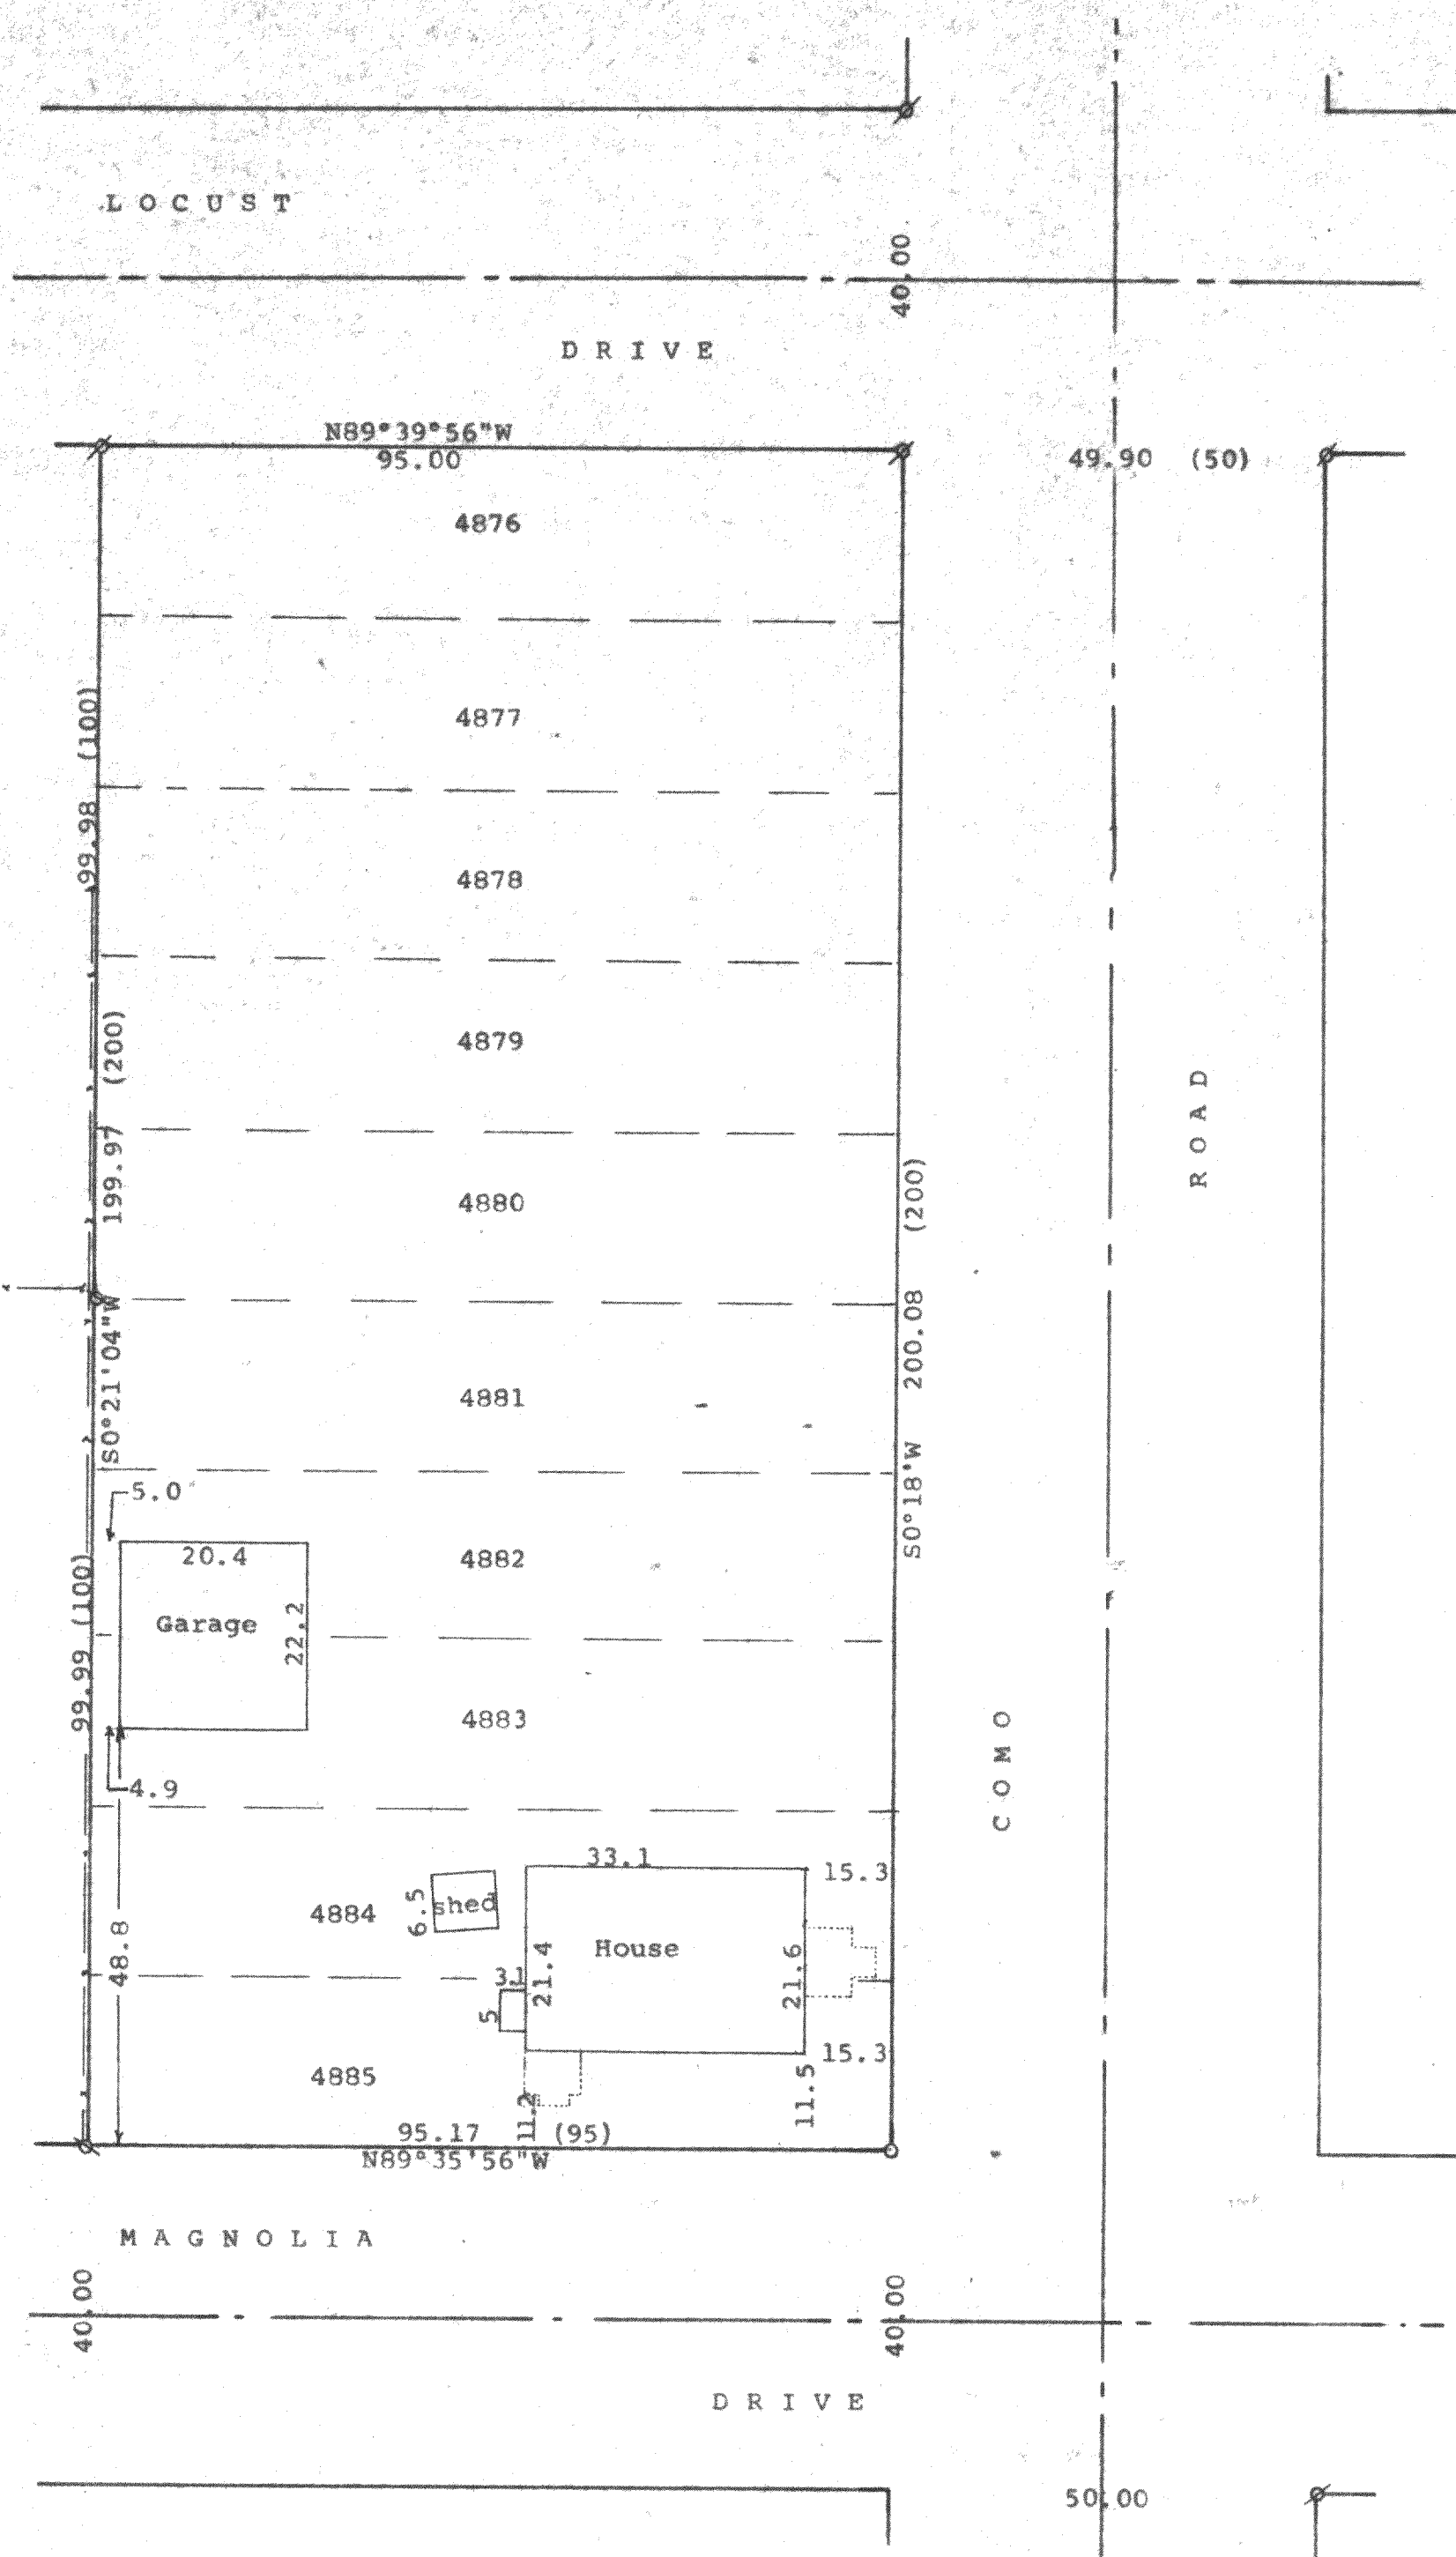 LOCUST
40.00
DRIVE
N89°39°56"W
95.00
49.90 (50)
4876
99.98 (100)
4877
4878
199.97 (200)
4879
ROAD
4880
S0°21'04"W
S0°18'W 200.08 (200)
4881
5.0
20.4
4882
Garage
22.2
99.99 (100)
4883
COMO
4.9
33.1
15.3
6.5
shed
4884
House
48.8
21.4
21.6
3.1
5
15.3
4885
11.2
11.5
95.17 (95)
N89°35'56"W
MAGNOLIA
40.00
40.00
DRIVE
50.00